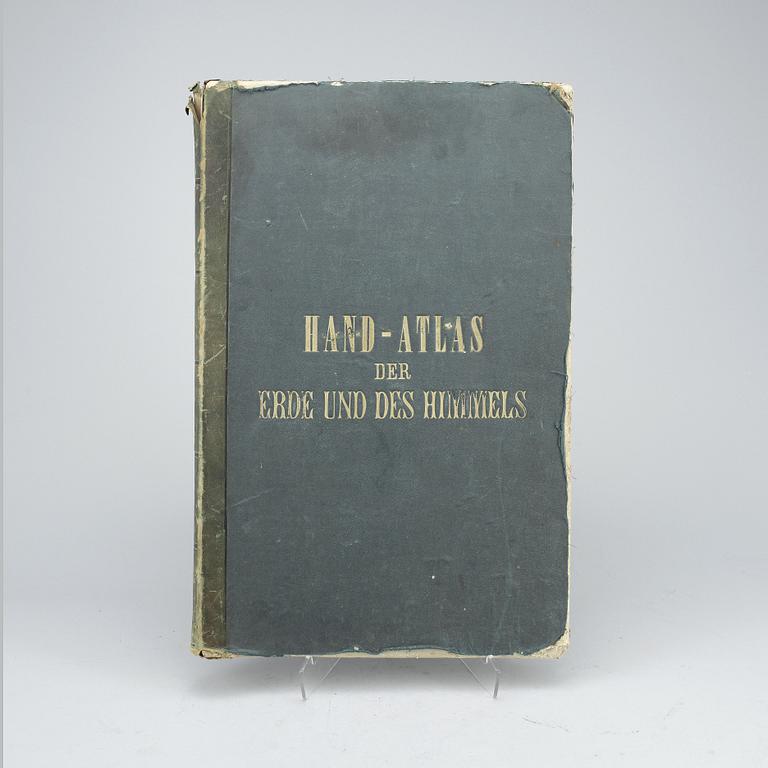 HAND-ATLAS
DER
ERDE UND DES HIMMELS